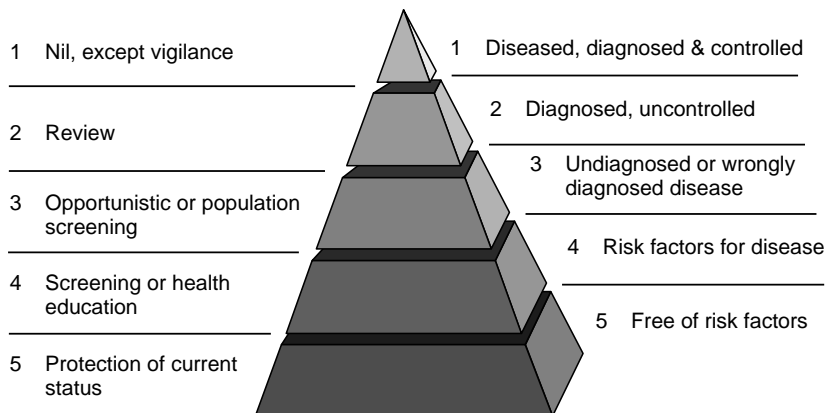 1 Nil, except vigilance
2 Review
3 Opportunistic or population
screening
4 Screening or health
education
5 Protection of current
status
1 Diseased, diagnosed & controlled
2 Diagnosed, uncontrolled
3 Undiagnosed or wrongly
diagnosed disease
4 Risk factors for disease
5 Free of risk factors